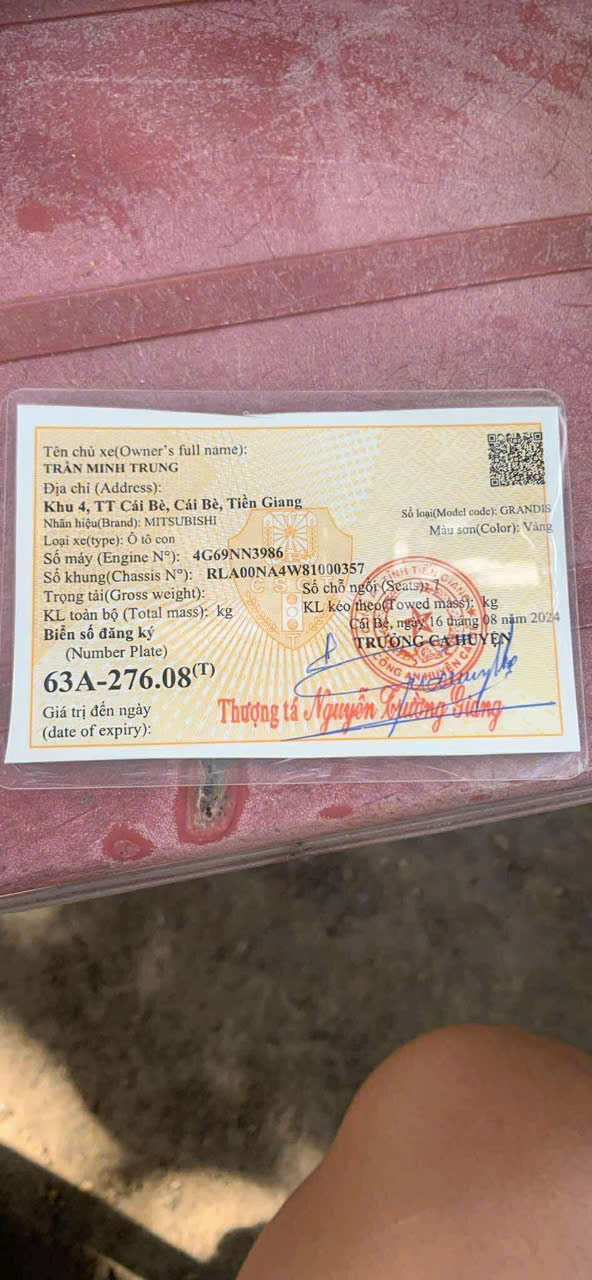 Tên chủ xe(Owner's full name):
TRẦN MINH TRUNG
Địa chỉ (Address):
Khu 4, TT Cái Bè, Cái Bè, Tiền Giang
Nhãn hiệu(Brand): MITSUBISHI
Số loại(Model code): GRANDIS
Loại xe(type): Ô tô con
Màu sơn(Color): Vàng
Số máy (Engine N°): 4G69NN3986
Số khung(Chassis N°): RLA00NA4W81000357
Trọng tải(Gross weight):
Số chỗ ngồi (Seats): 7
KL toàn bộ (Total mass): kg
KL kéo theo(Towed mass): kg
Biển số đăng ký
Cái Bè, ngày 16 tháng 08 năm 2024
(Number Plate)
TRƯỞNG CA HUYỆN
63A-276.08(T)
Giá trị đến ngày
Thượng tá Nguyễn Trường Giang
(date of expiry):